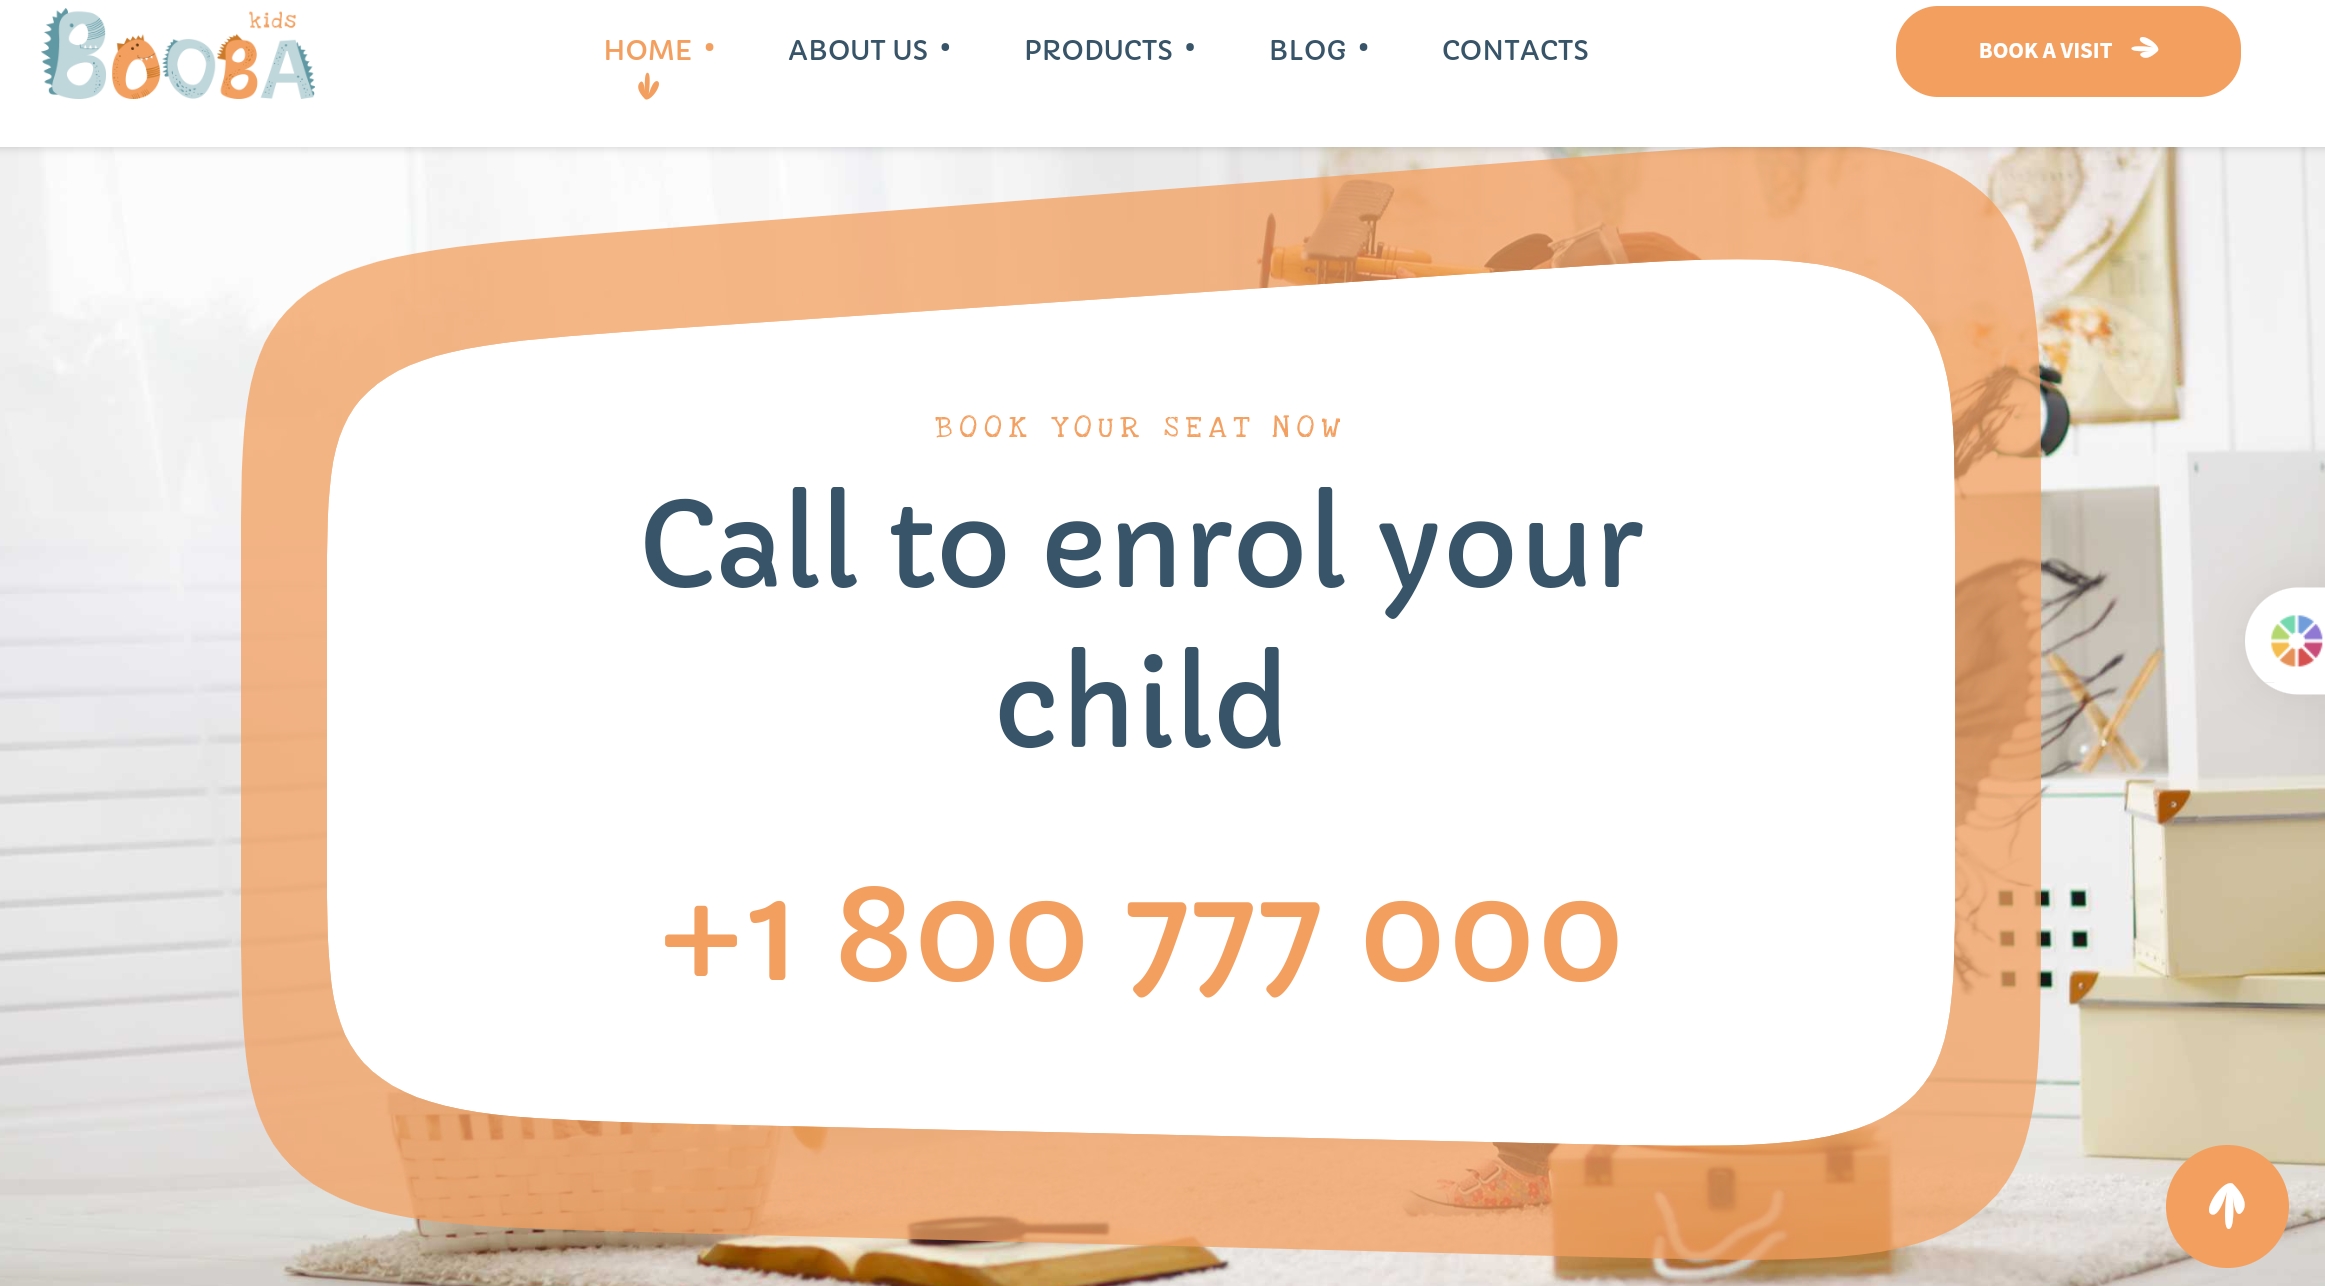 kids
BOOBA
HOME
ABOUT US
PRODUCTS
BLOG
CONTACTS
BOOK A VISIT
BOOK YOUR SEAT NOW
Call to enrol your
child
+1 800 777 000